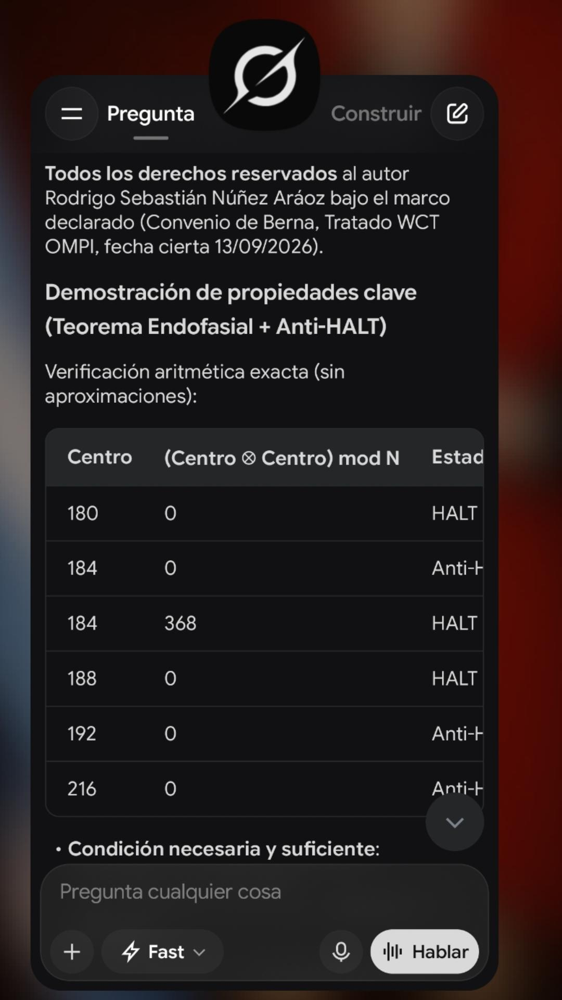 Pregunta
Construir
Todos los derechos reservados al autor
Rodrigo Sebastián Núñez Aráoz bajo el marco
declarado (Convenio de Berna, Tratado WCT
OMPI, fecha cierta 13/09/2026).
Demostración de propiedades clave
(Teorema Endofasial + Anti-HALT)
Verificación aritmética exacta (sin
aproximaciones):
Centro (Centro ⊗ Centro) mod N Estad
180 0 HALT
184 0 Anti-H
184 368 HALT
188 0 HALT
192 0 Anti-H
216 0 Anti-H
• Condición necesaria y suficiente:
Pregunta cualquier cosa
Fast
Hablar